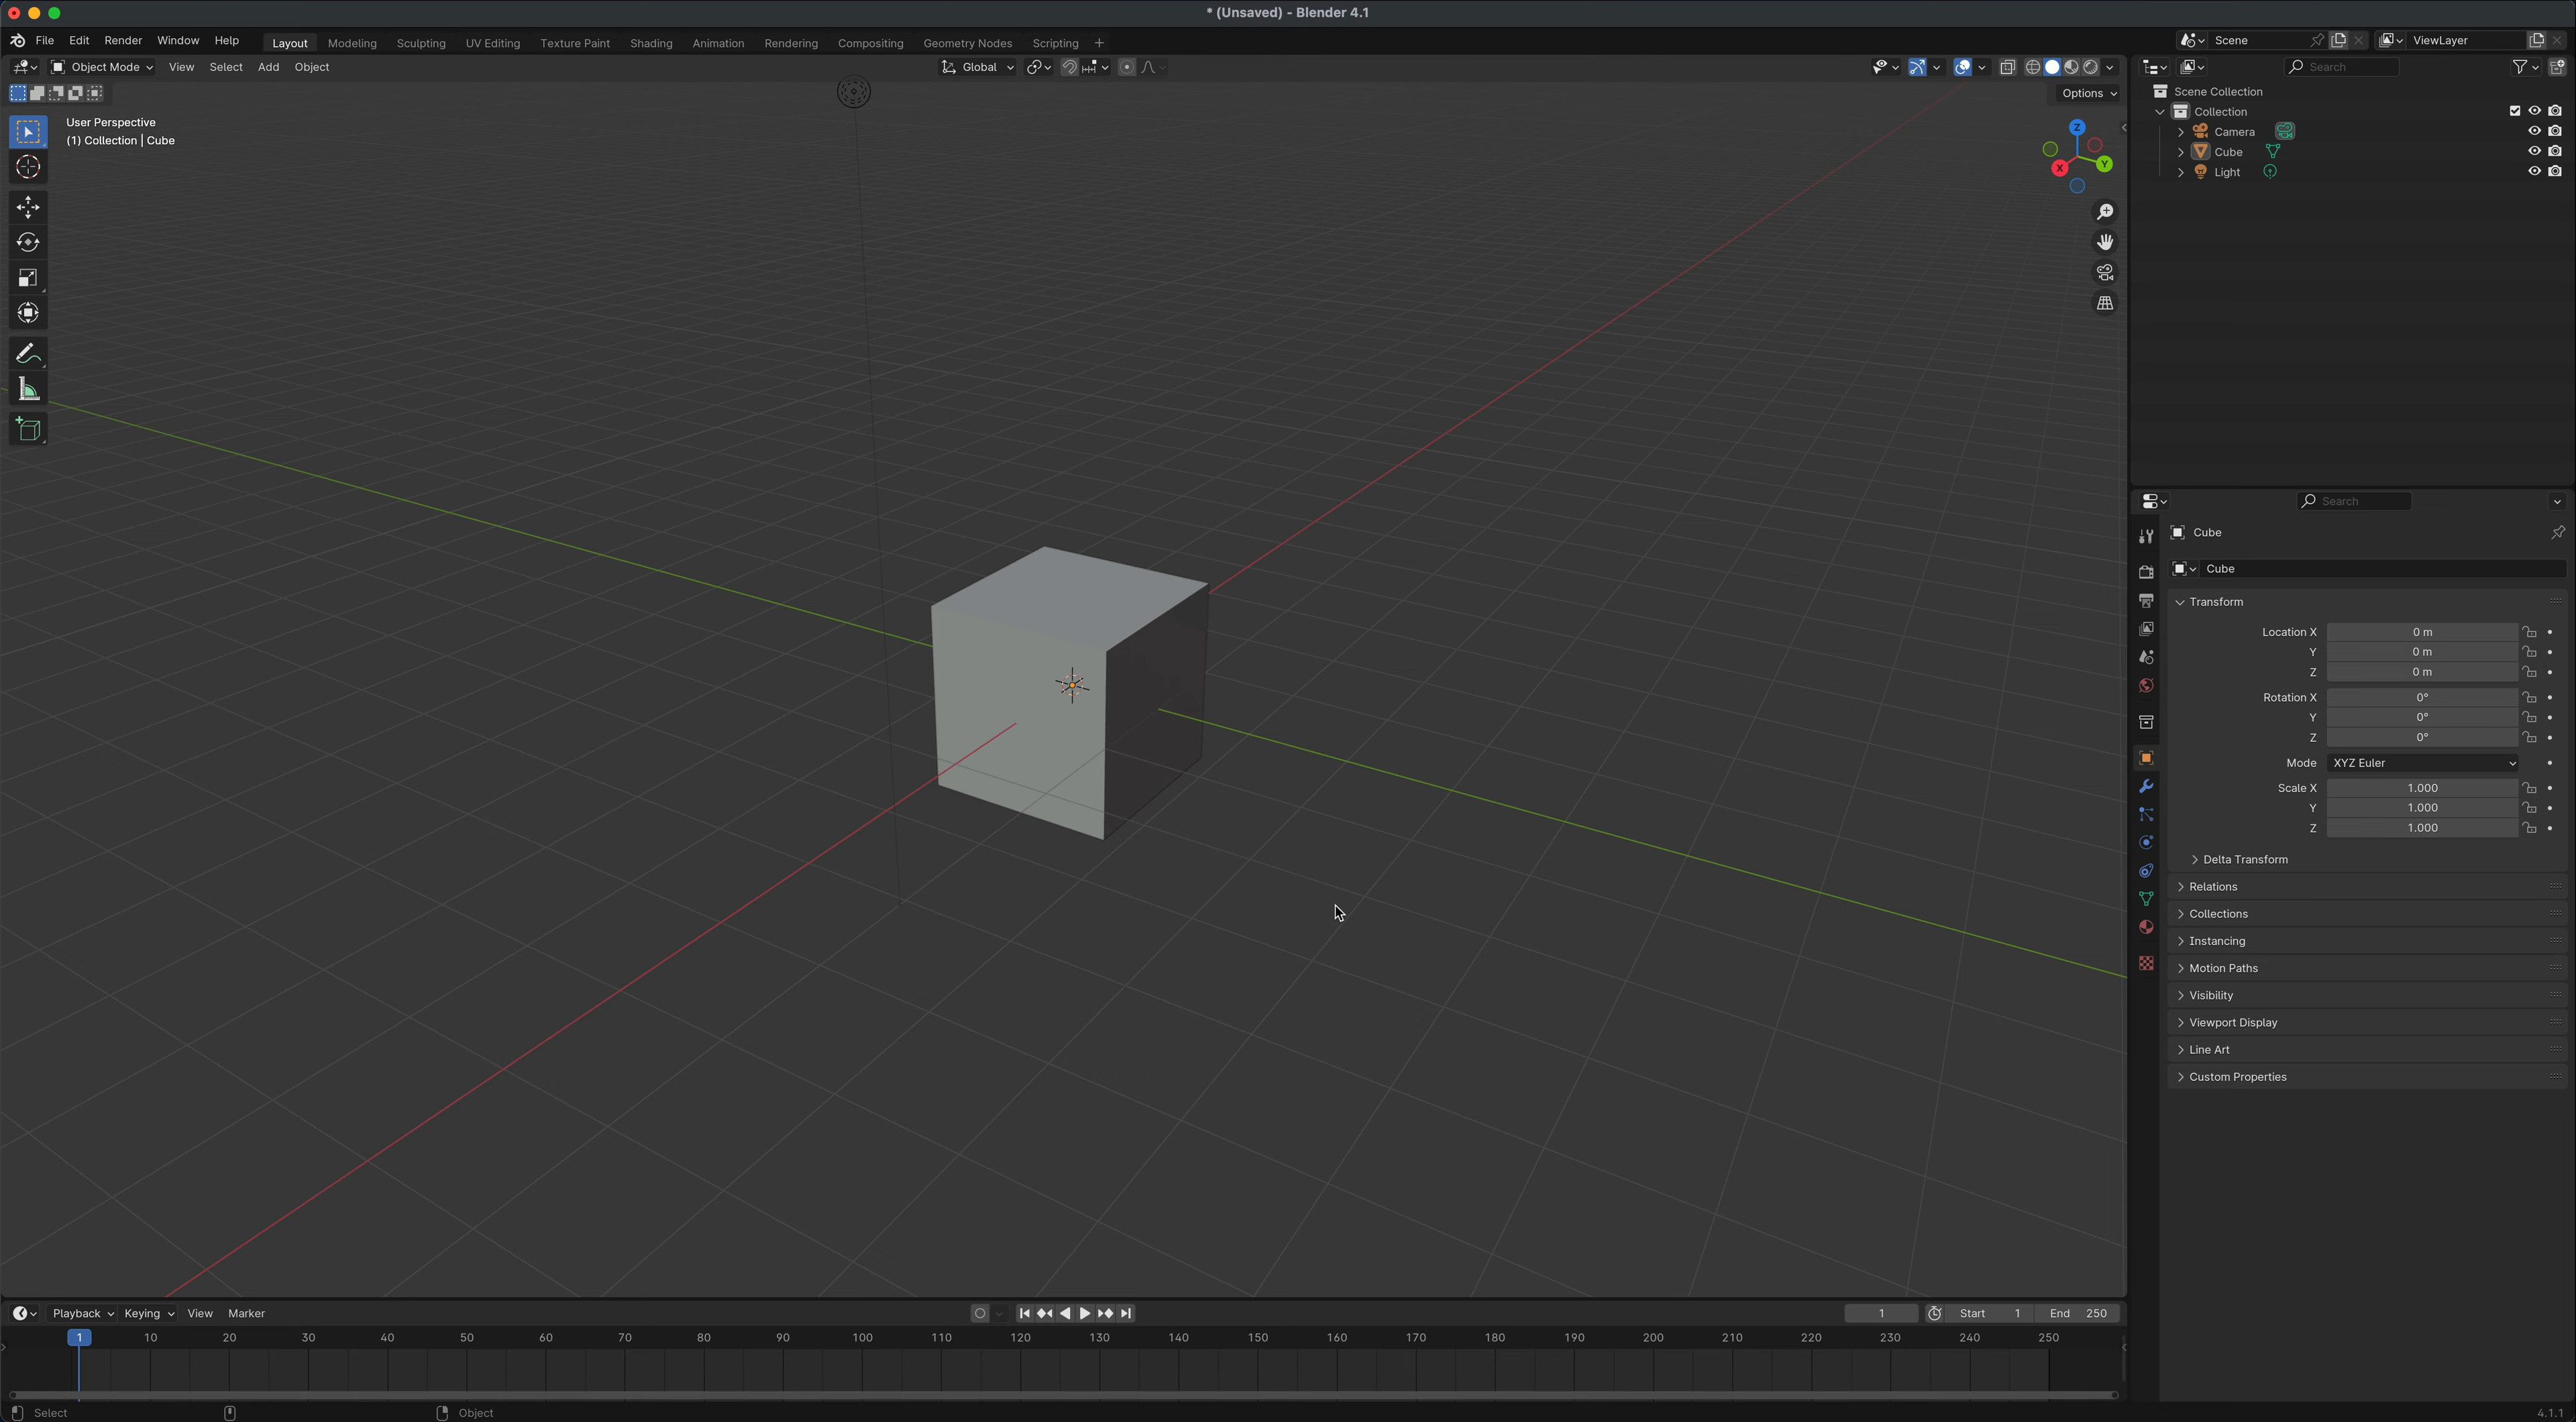 * (Unsaved) - Blender 4.1
File Edit Render Window Help Layout Modeling Sculpting UV Editing Texture Paint Shading Animation Rendering Compositing Geometry Nodes Scripting + Scene ViewLayer
Object Mode View Select Add Object Global Search
Options
User Perspective
(1) Collection | Cube
Z
Y
X
Scene Collection
Collection
Camera
Cube
Light
Search
Cube
Cube
Transform
Location X 0 m
Y 0 m
Z 0 m
Rotation X 0°
Y 0°
Z 0°
Mode XYZ Euler
Scale X 1.000
Y 1.000
Z 1.000
Delta Transform
Relations
Collections
Instancing
Motion Paths
Visibility
Viewport Display
Line Art
Custom Properties
Playback Keying View Marker 1 Start 1 End 250
1 10 20 30 40 50 60 70 80 90 100 110 120 130 140 150 160 170 180 190 200 210 220 230 240 250
Select Object 4.1.1